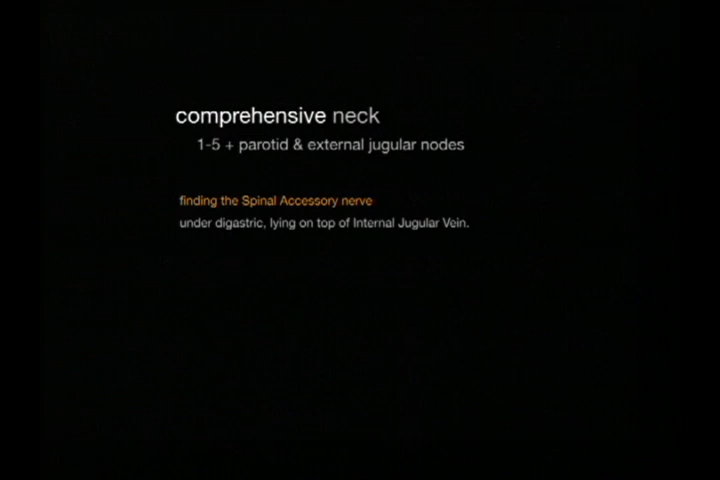 comprehensive neck
1-5 + parotid & external jugular nodes
finding the Spinal Accessory nerve
under digastric, lying on top of Internal Jugular Vein.